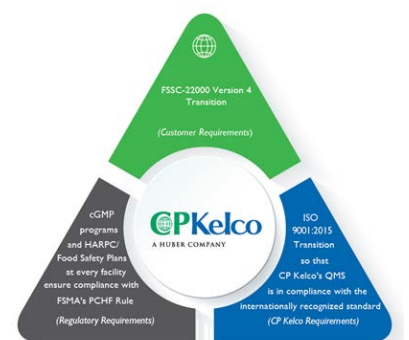 FSSC-22000 Version 4
Transition
(Customer Requirements)
CPKelco
A HUBER COMPANY
cGMP
programs
and HARPC/
Food Safety Plans
at every facility
ensure compliance with
FSMA's PCHF Rule
(Regulatory Requirements)
ISO
9001:2015
Transition
so that
CP Kelco's QMS
is in compliance with the
internationally recognized standard
(CP Kelco Requirements)